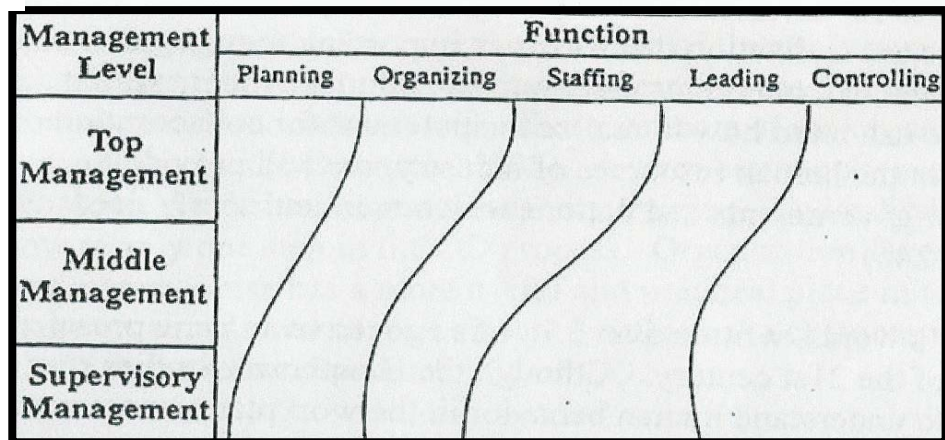 Management
Level
Function
Planning Organizing Staffing Leading Controlling
Top
Management
Middle
Management
Supervisory
Management